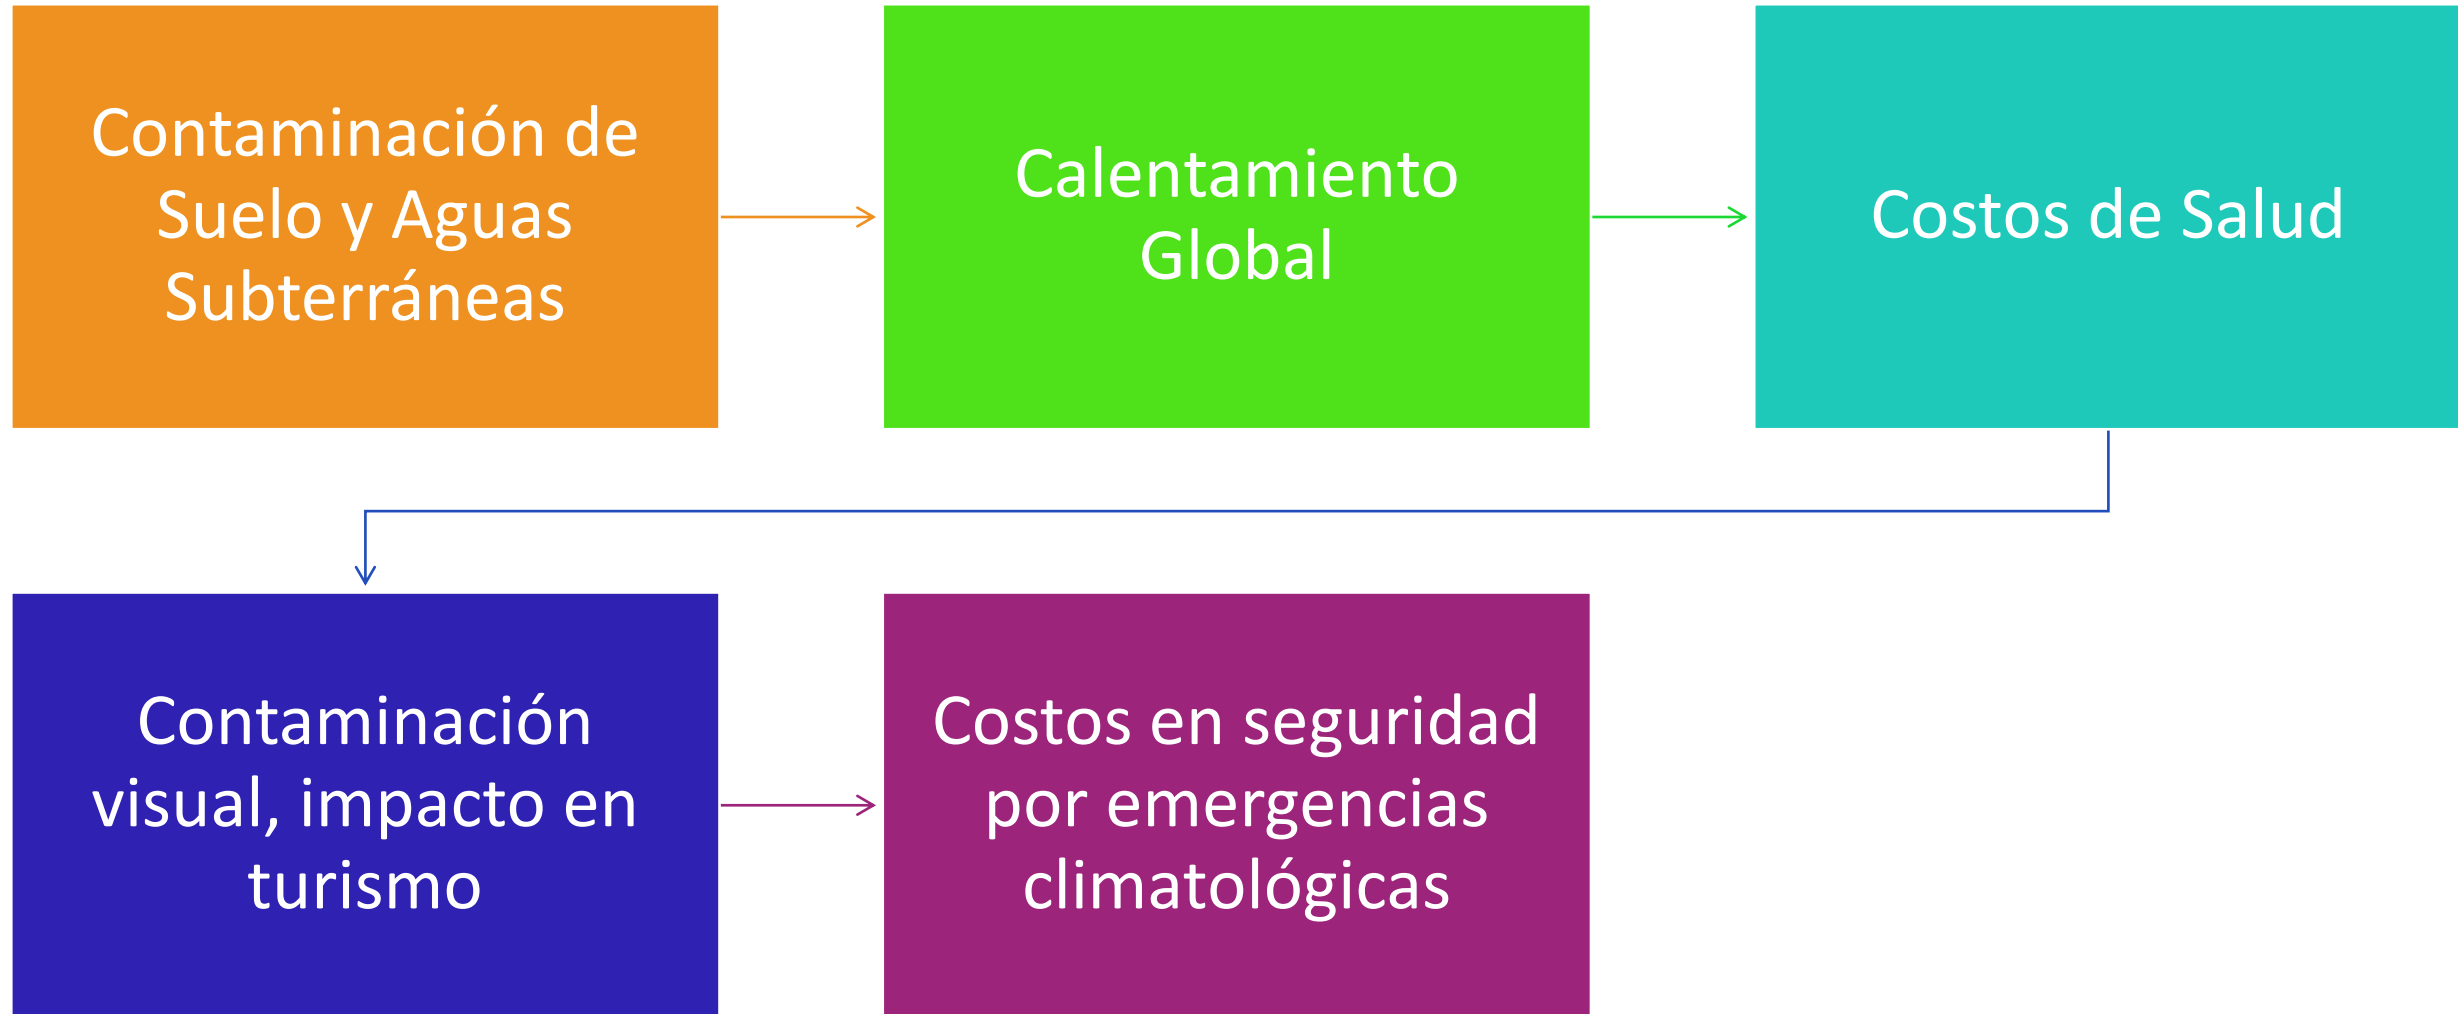 Contaminación de
Suelo y Aguas
Subterráneas
Calentamiento
Global
Costos de Salud
Contaminación
visual, impacto en
turismo
Costos en seguridad
por emergencias
climatológicas